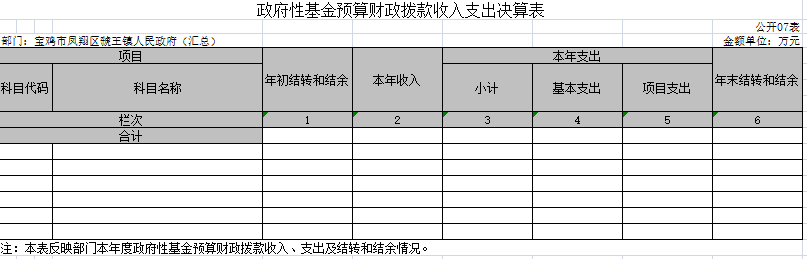 政府性基金预算财政拨款收入支出决算表
公开07表
部门：宝鸡市凤翔区虢王镇人民政府（汇总） 金额单位：万元
项目 年初结转和结余 本年收入 本年支出 年末结转和结余
科目代码 科目名称 小计 基本支出 项目支出
栏次 1 2 3 4 5 6
合计
注：本表反映部门本年度政府性基金预算财政拨款收入、支出及结转和结余情况。